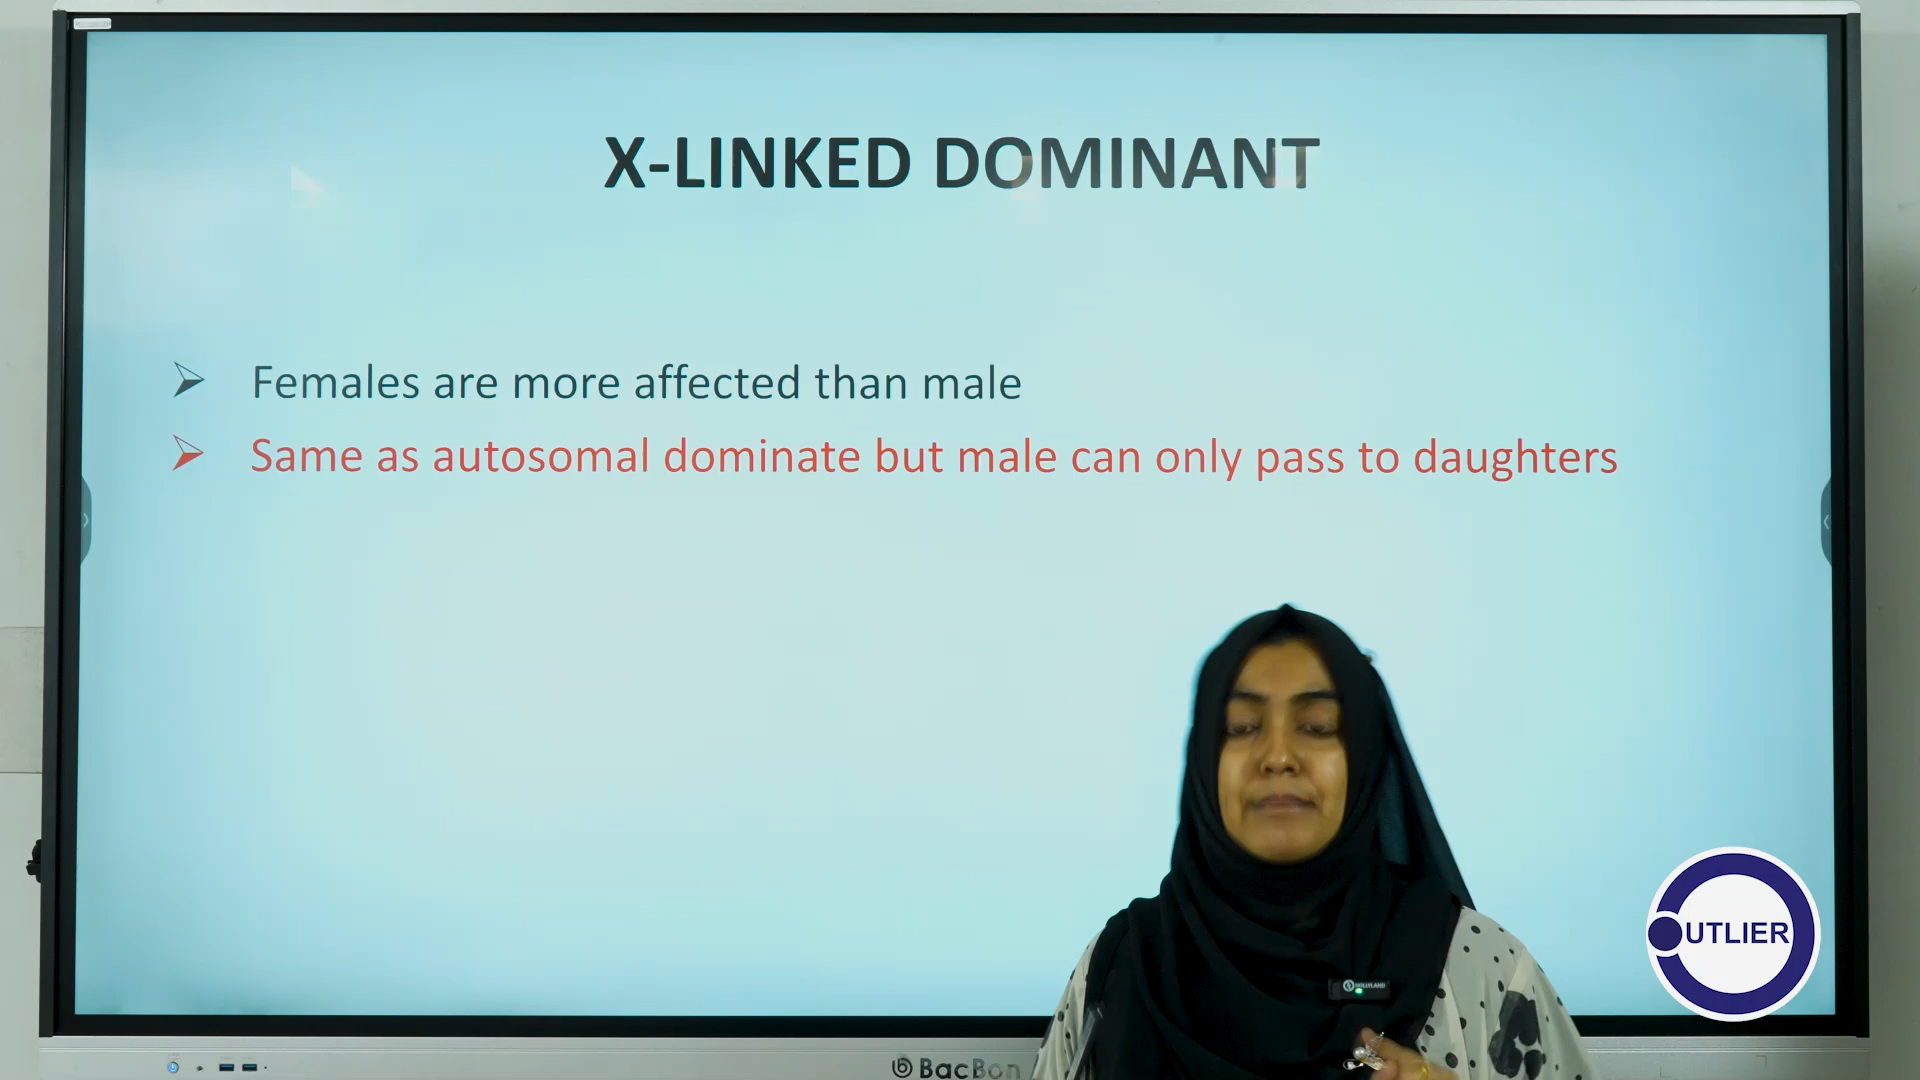 X-LINKED DOMINANT
Females are more affected than male
Same as autosomal dominate but male can only pass to daughters
UTLIER
HOLLYLAND
BacBon